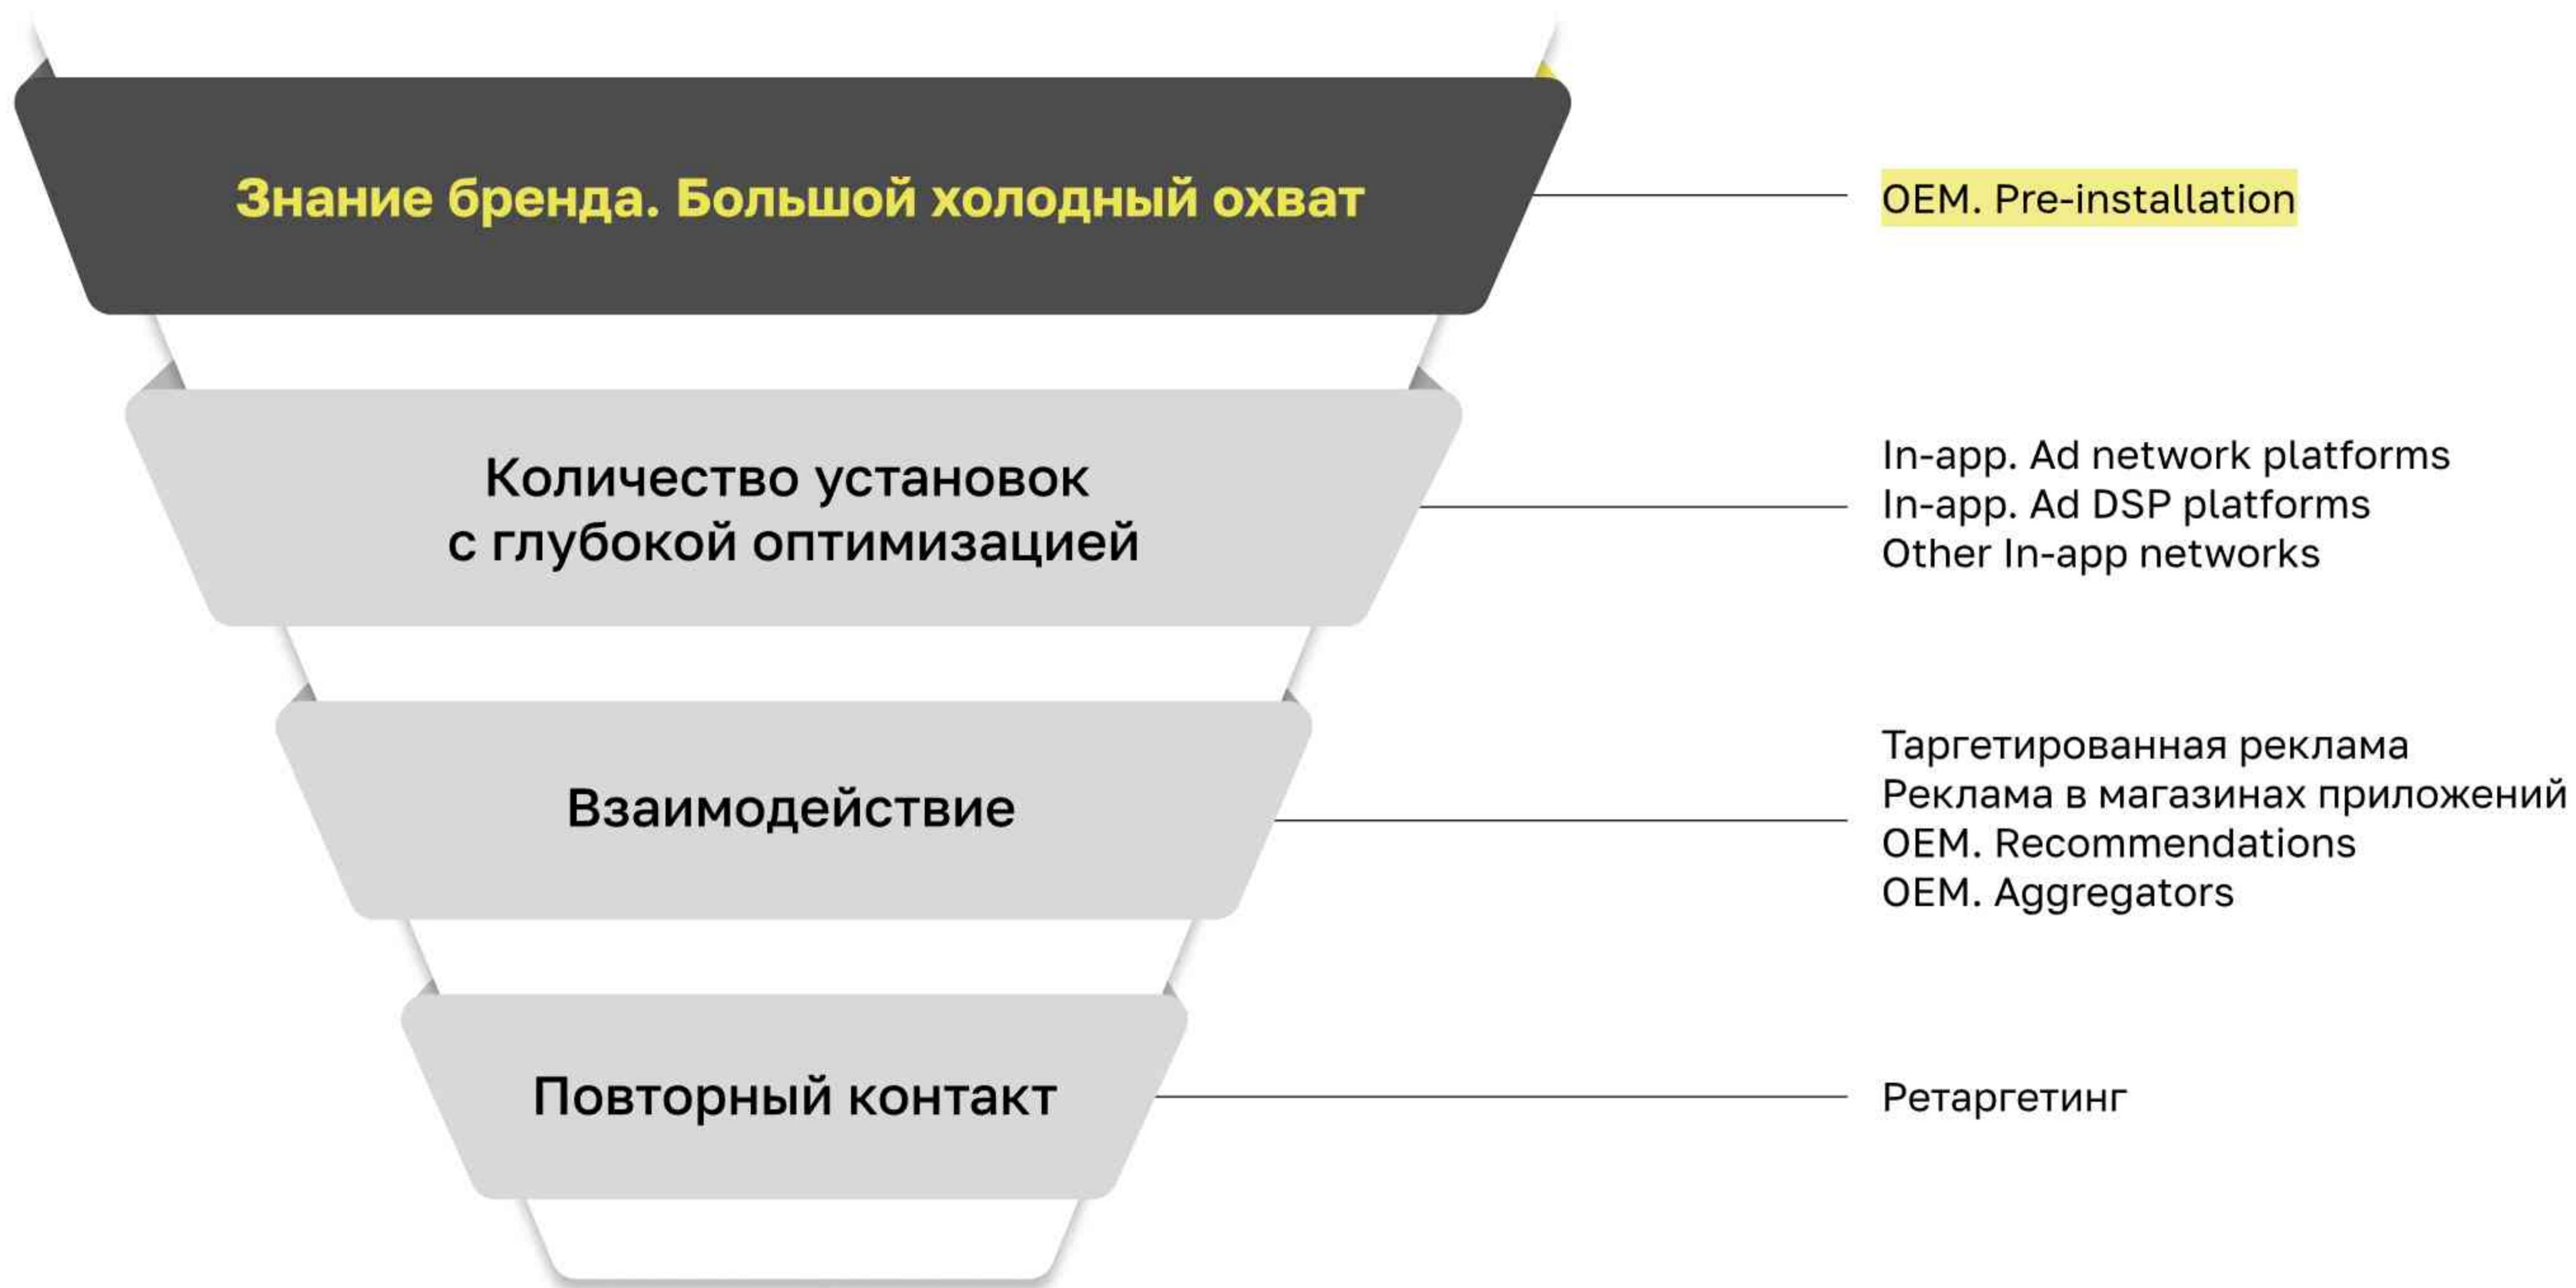 Знание бренда. Большой холодный охват
OEM. Pre-installation
Количество установок
с глубокой оптимизацией
In-app. Ad network platforms
In-app. Ad DSP platforms
Other In-app networks
Взаимодействие
Таргетированная реклама
Реклама в магазинах приложений
OEM. Recommendations
OEM. Aggregators
Повторный контакт
Ретаргетинг